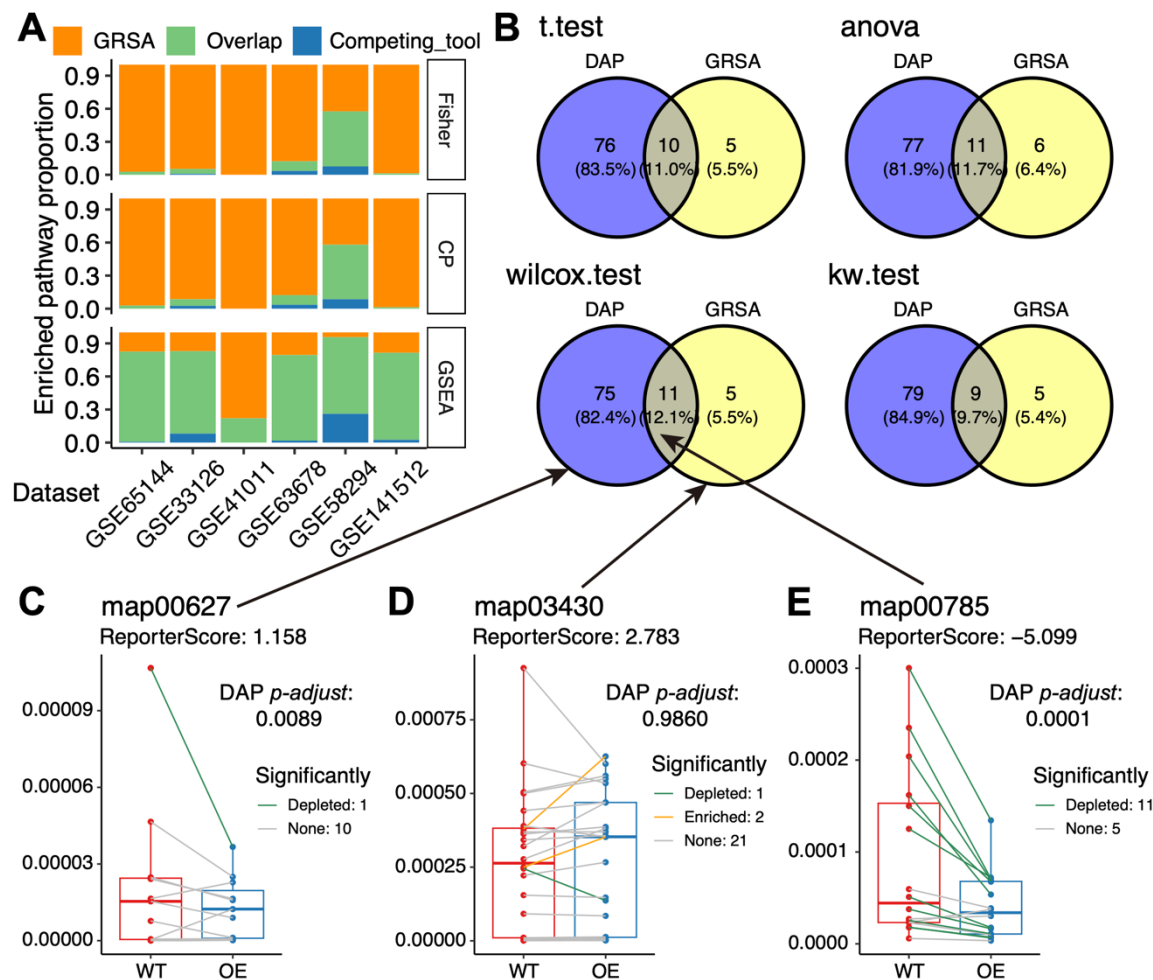 A
GRSA Overlap Competing_tool
Enriched pathway proportion
0.9
0.6
0.3
0.0
Fisher
0.9
0.6
0.3
0.0
CP
0.9
0.6
0.3
0.0
GSEA
Dataset
GSE65144
GSE33126
GSE41011
GSE63678
GSE58294
GSE141512
B
t.test
DAP GRSA
76 10 5
(83.5%) (11.0%) (5.5%)
anova
DAP GRSA
77 11 6
(81.9%) (11.7%) (6.4%)
wilcox.test
DAP GRSA
75 11 5
(82.4%) (12.1%) (5.5%)
kw.test
DAP GRSA
79 9 5
(84.9%) (9.7%) (5.4%)
C
map00627
ReporterScore: 1.158
DAP p-adjust:
0.0089
Significantly
Depleted: 1
None: 10
0.00009
0.00006
0.00003
0.00000
WT OE
D
map03430
ReporterScore: 2.783
DAP p-adjust:
0.9860
Significantly
Depleted: 1
Enriched: 2
None: 21
0.00075
0.00050
0.00025
0.00000
WT OE
E
map00785
ReporterScore: −5.099
DAP p-adjust:
0.0001
Significantly
Depleted: 11
None: 5
0.0003
0.0002
0.0001
0.0000
WT OE